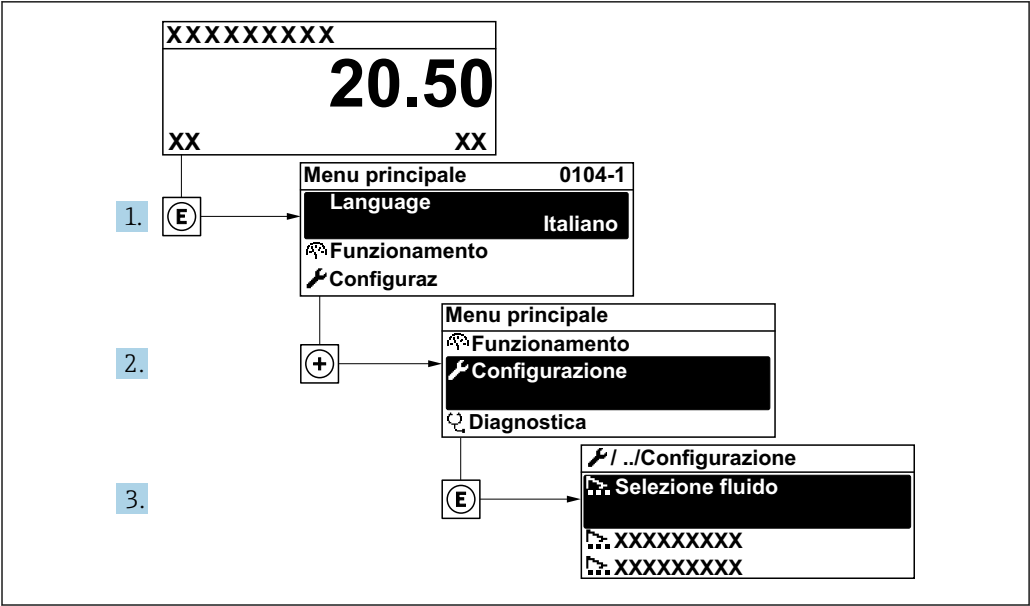 XXXXXXXXX
20.50
XX XX
Menu principale 0104-1
Language
1. E
Italiano
Funzionamento
Configuraz
Menu principale
Funzionamento
2. +
Configurazione
Diagnostica
/ ../Configurazione
3. E
Selezione fluido
XXXXXXXXX
XXXXXXXXX